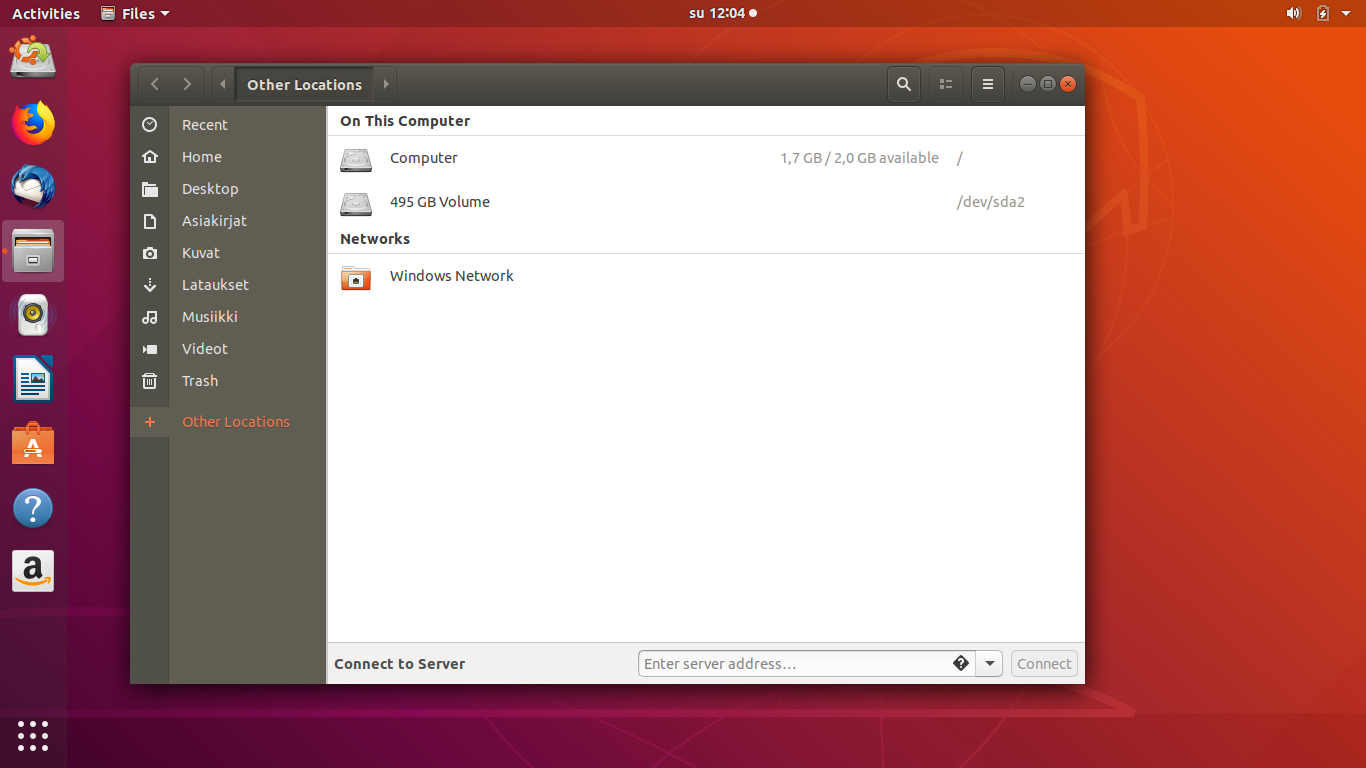 Activities Files su 12:04
Other Locations
Recent
Home
Desktop
Asiakirjat
Kuvat
Lataukset
Musiikki
Videot
Trash
Other Locations
On This Computer
Computer 1,7 GB / 2,0 GB available /
495 GB Volume /dev/sda2
Networks
Windows Network
Connect to Server Enter server address… Connect